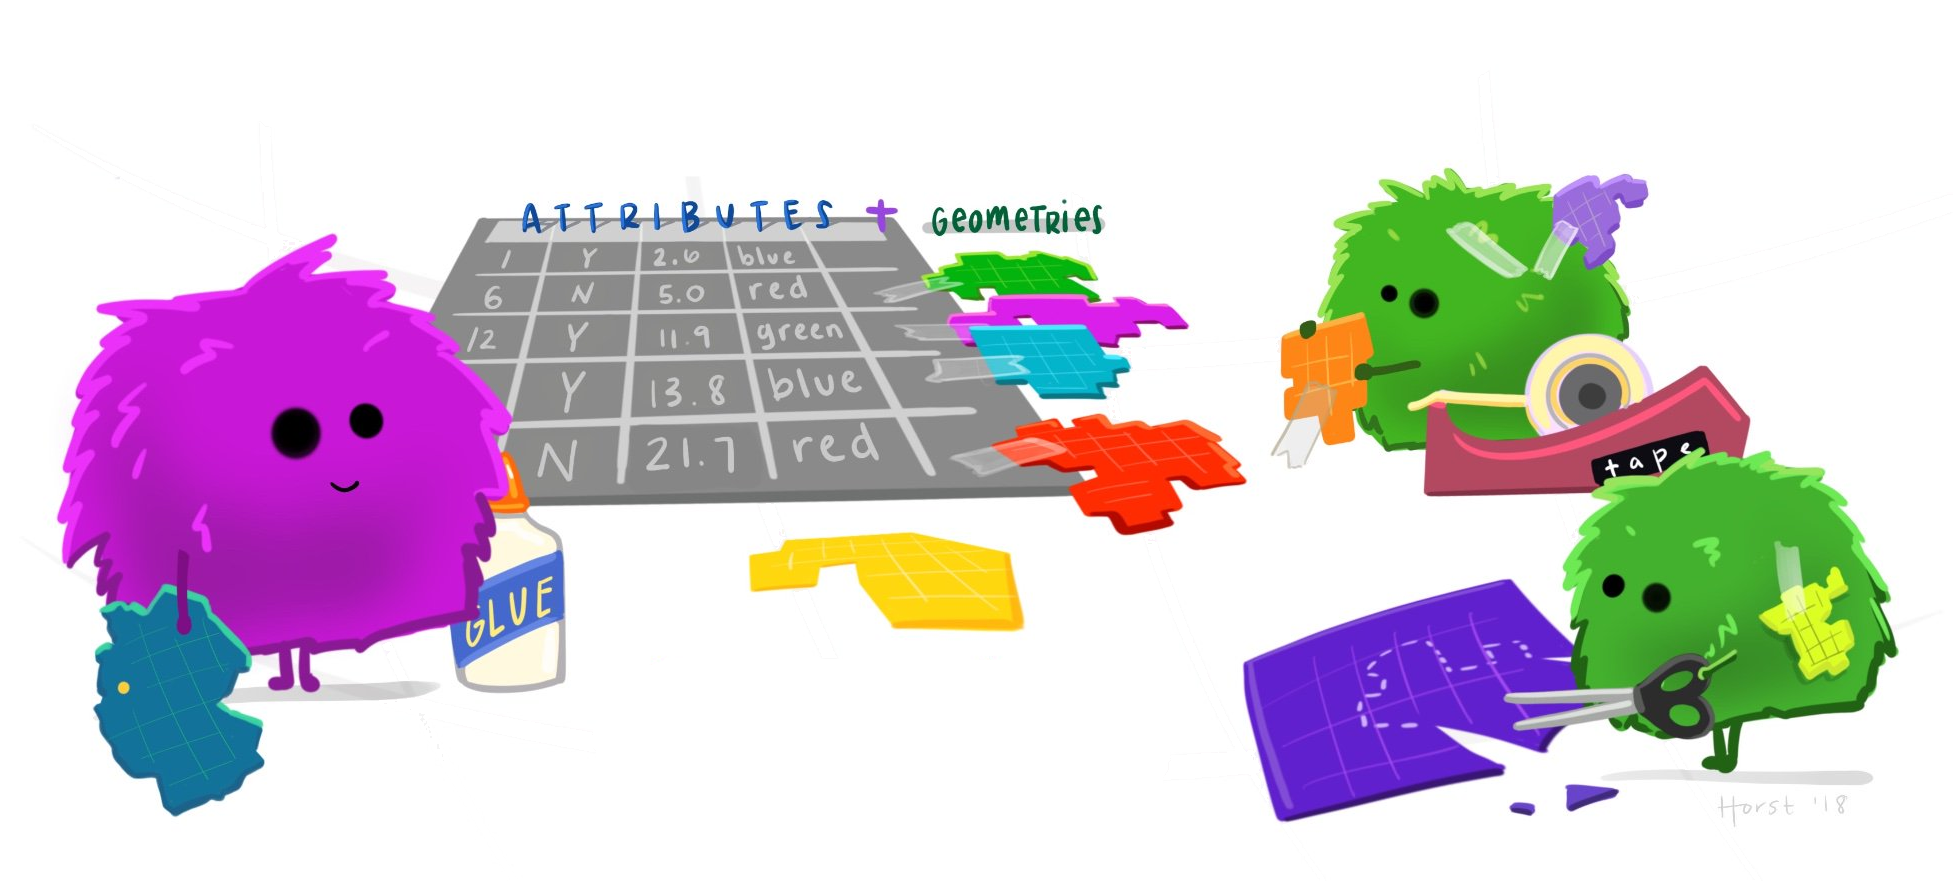 ATTRIBUTES + GEOMETRIES
1 Y 2.6 blue
6 N 5.0 red
12 Y 11.9 green
Y 13.8 blue
N 21.7 red
tape
GLUE
Horst '18